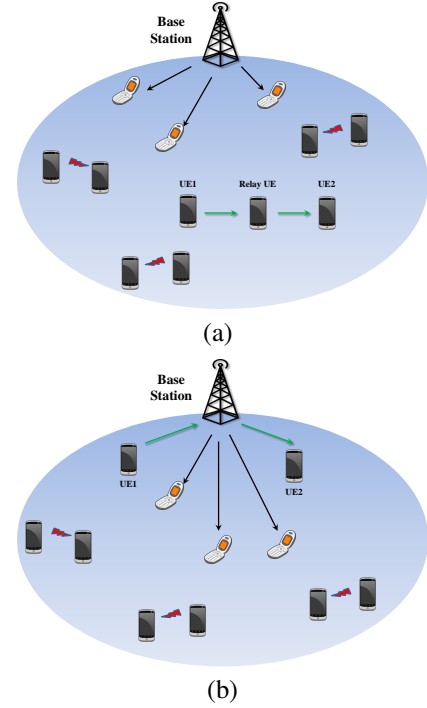 Base
Station
UE1 Relay UE UE2
(a)
Base
Station
UE1
UE2
(b)